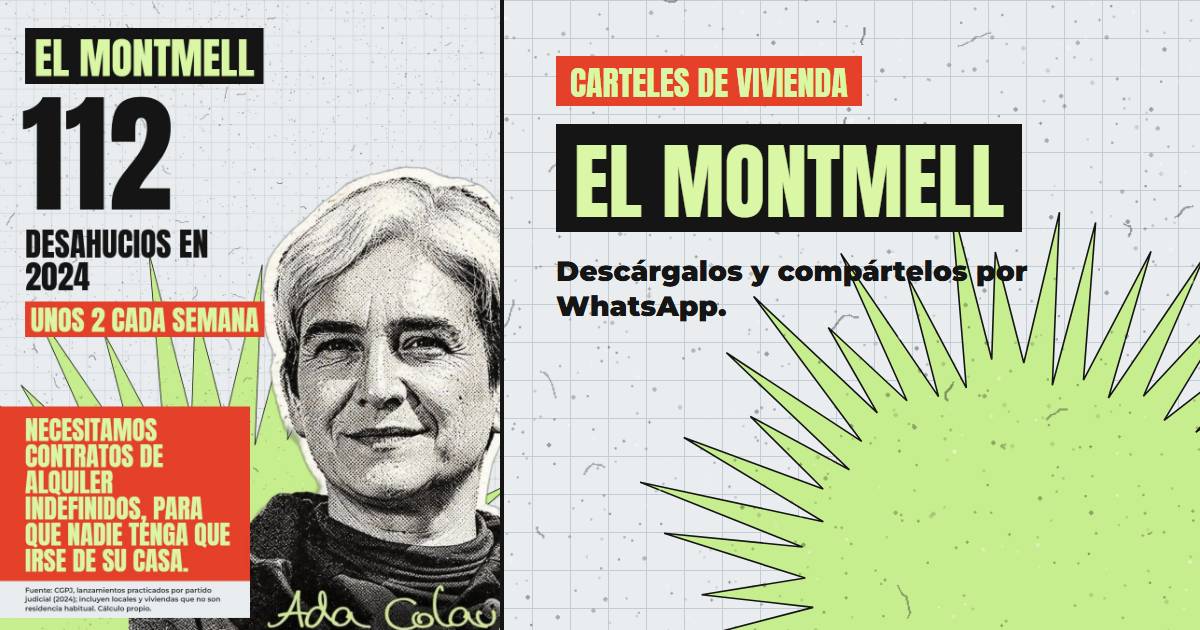 EL MONTMELL
112
DESAHUCIOS EN
2024
UNOS 2 CADA SEMANA
NECESITAMOS
CONTRATOS DE
ALQUILER
INDEFINIDOS, PARA
QUE NADIE TENGA QUE
IRSE DE SU CASA.
Fuente: CGPJ, lanzamientos practicados por partido
judicial (2024); incluyen locales y viviendas que no son
residencia habitual. Cálculo propio.
Ada Colau
CARTELES DE VIVIENDA
EL MONTMELL
Descárgalos y compártelos por
WhatsApp.